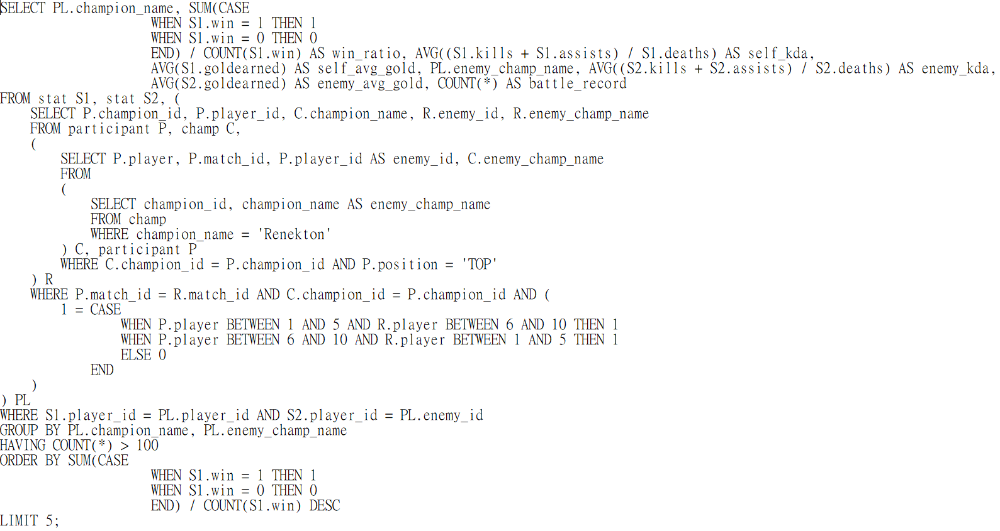 SELECT PL.champion_name, SUM(CASE
WHEN S1.win = 1 THEN 1
WHEN S1.win = 0 THEN 0
END) / COUNT(S1.win) AS win_ratio, AVG((S1.kills + S1.assists) / S1.deaths) AS self_kda,
AVG(S1.goldearned) AS self_avg_gold, PL.enemy_champ_name, AVG((S2.kills + S2.assists) / S2.deaths) AS enemy_kda,
AVG(S2.goldearned) AS enemy_avg_gold, COUNT(*) AS battle_record
FROM stat S1, stat S2, (
SELECT P.champion_id, P.player_id, C.champion_name, R.enemy_id, R.enemy_champ_name
FROM participant P, champ C,
(
SELECT P.player, P.match_id, P.player_id AS enemy_id, C.enemy_champ_name
FROM
(
SELECT champion_id, champion_name AS enemy_champ_name
FROM champ
WHERE champion_name = 'Renekton'
) C, participant P
WHERE C.champion_id = P.champion_id AND P.position = 'TOP'
) R
WHERE P.match_id = R.match_id AND C.champion_id = P.champion_id AND (
1 = CASE
WHEN P.player BETWEEN 1 AND 5 AND R.player BETWEEN 6 AND 10 THEN 1
WHEN P.player BETWEEN 6 AND 10 AND R.player BETWEEN 1 AND 5 THEN 1
ELSE 0
END
)
) PL
WHERE S1.player_id = PL.player_id AND S2.player_id = PL.enemy_id
GROUP BY PL.champion_name, PL.enemy_champ_name
HAVING COUNT(*) > 100
ORDER BY SUM(CASE
WHEN S1.win = 1 THEN 1
WHEN S1.win = 0 THEN 0
END) / COUNT(S1.win) DESC
LIMIT 5;